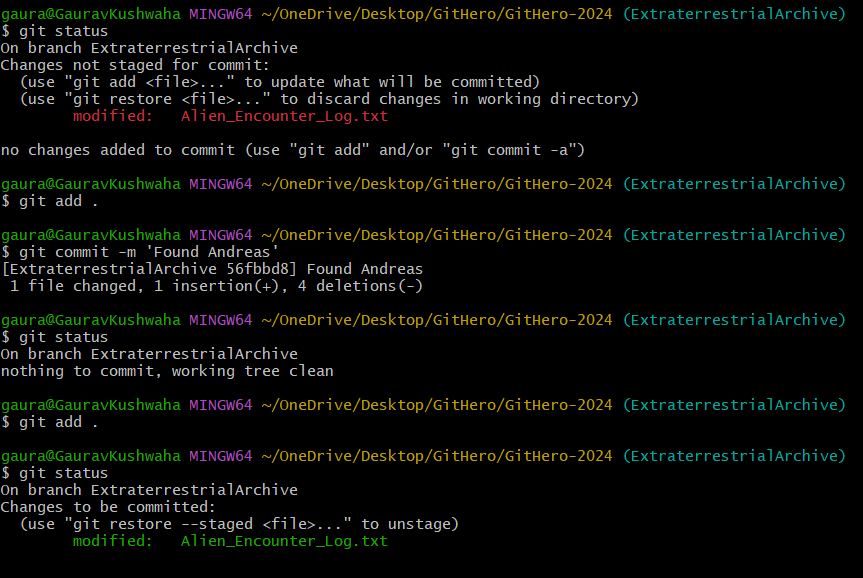 gaura@GauravKushwaha MINGW64 ~/OneDrive/Desktop/GitHero/GitHero-2024 (ExtraterrestrialArchive)
$ git status
On branch ExtraterrestrialArchive
Changes not staged for commit:
  (use "git add <file>..." to update what will be committed)
  (use "git restore <file>..." to discard changes in working directory)
        modified:   Alien_Encounter_Log.txt

no changes added to commit (use "git add" and/or "git commit -a")

gaura@GauravKushwaha MINGW64 ~/OneDrive/Desktop/GitHero/GitHero-2024 (ExtraterrestrialArchive)
$ git add .

gaura@GauravKushwaha MINGW64 ~/OneDrive/Desktop/GitHero/GitHero-2024 (ExtraterrestrialArchive)
$ git commit -m 'Found Andreas'
[ExtraterrestrialArchive 56fbbd8] Found Andreas
 1 file changed, 1 insertion(+), 4 deletions(-)

gaura@GauravKushwaha MINGW64 ~/OneDrive/Desktop/GitHero/GitHero-2024 (ExtraterrestrialArchive)
$ git status
On branch ExtraterrestrialArchive
nothing to commit, working tree clean

gaura@GauravKushwaha MINGW64 ~/OneDrive/Desktop/GitHero/GitHero-2024 (ExtraterrestrialArchive)
$ git add .

gaura@GauravKushwaha MINGW64 ~/OneDrive/Desktop/GitHero/GitHero-2024 (ExtraterrestrialArchive)
$ git status
On branch ExtraterrestrialArchive
Changes to be committed:
  (use "git restore --staged <file>..." to unstage)
        modified:   Alien_Encounter_Log.txt